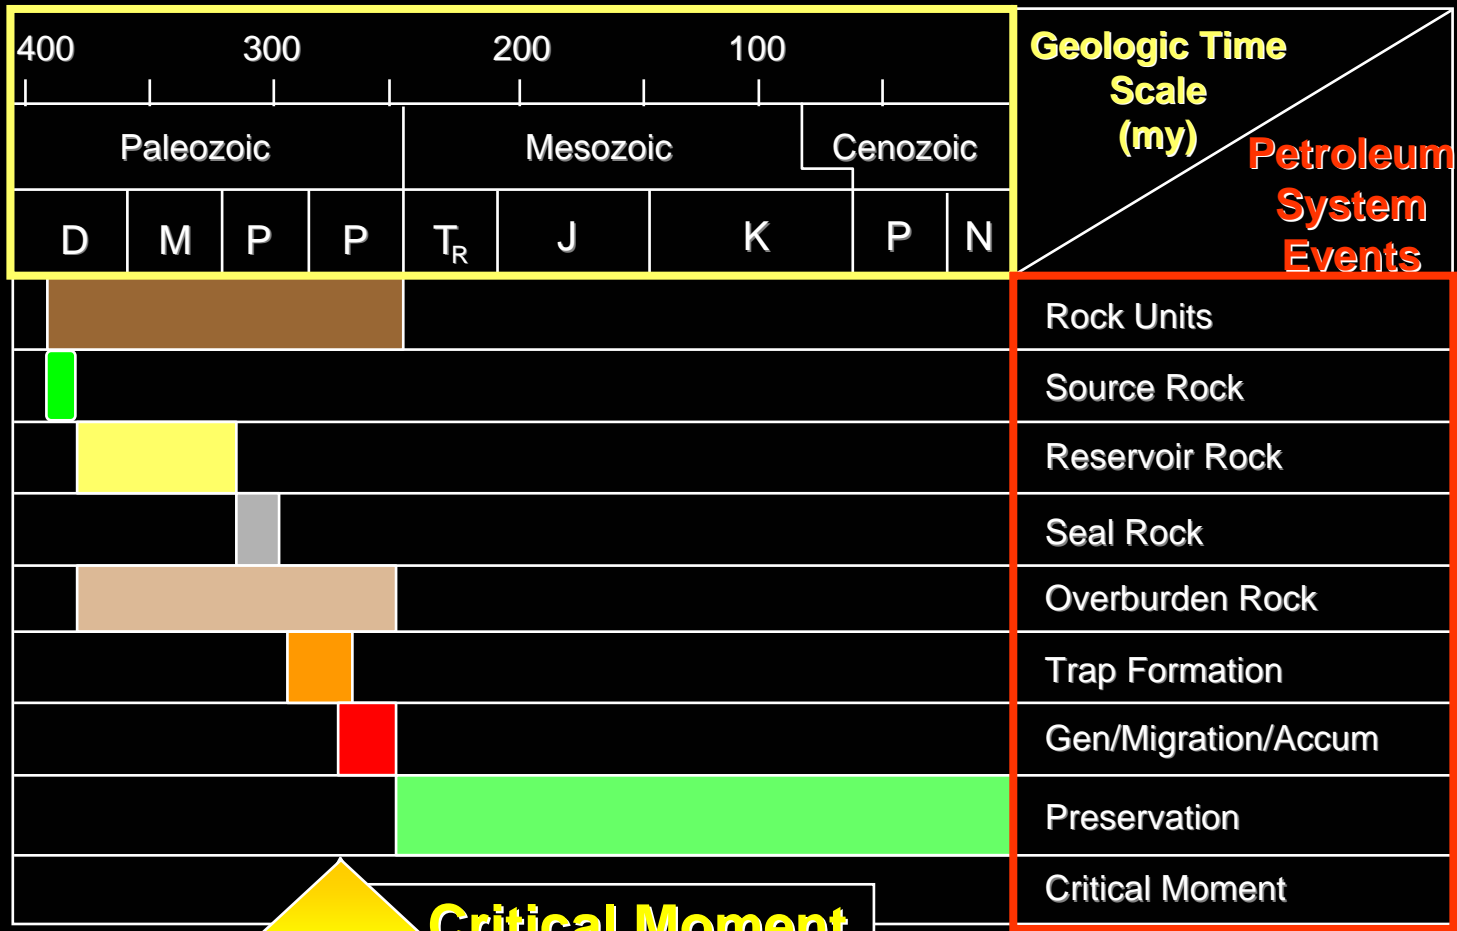 400 300 200 100
Geologic Time
Scale
(my)
Petroleum
System
Events
Paleozoic Mesozoic Cenozoic
D M P P TR J K P N
Rock Units
Source Rock
Reservoir Rock
Seal Rock
Overburden Rock
Trap Formation
Gen/Migration/Accum
Preservation
Critical Moment
Critical Moment